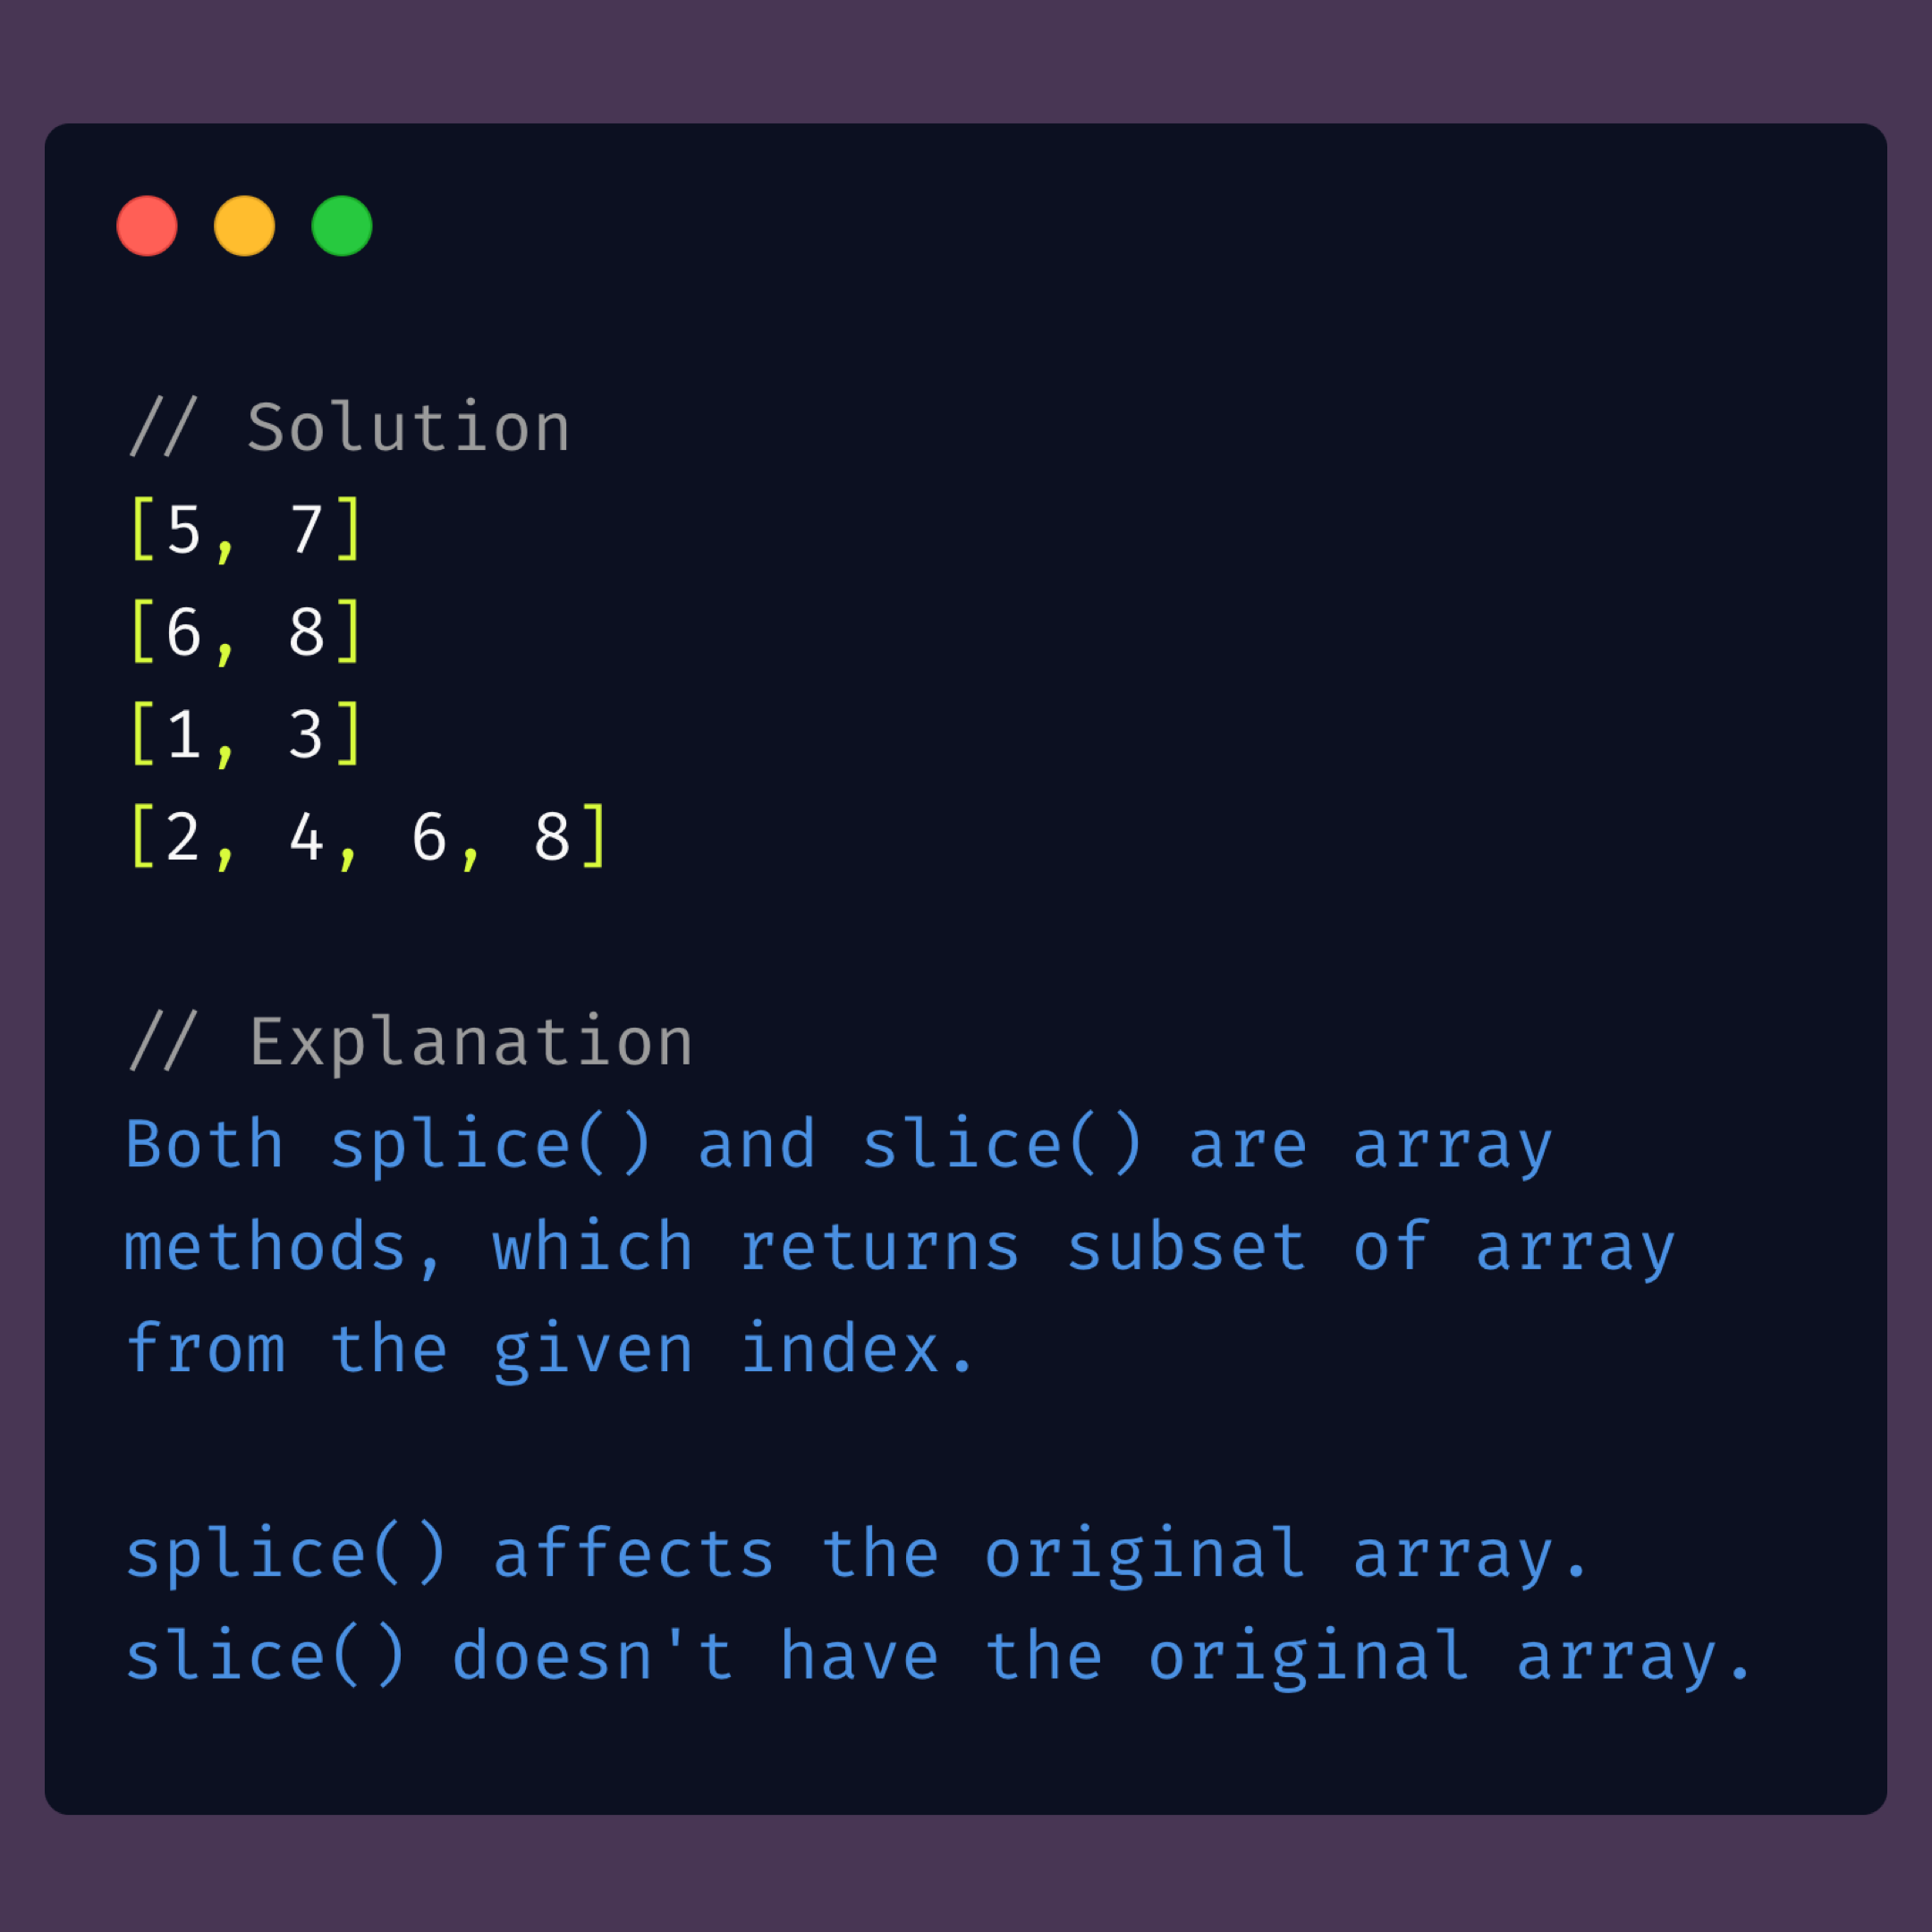 // Solution
[5, 7]
[6, 8]
[1, 3]
[2, 4, 6, 8]
// Explanation
Both splice() and slice() are array
methods, which returns subset of array
from the given index.
splice() affects the original array.
slice() doesn't have the original array.